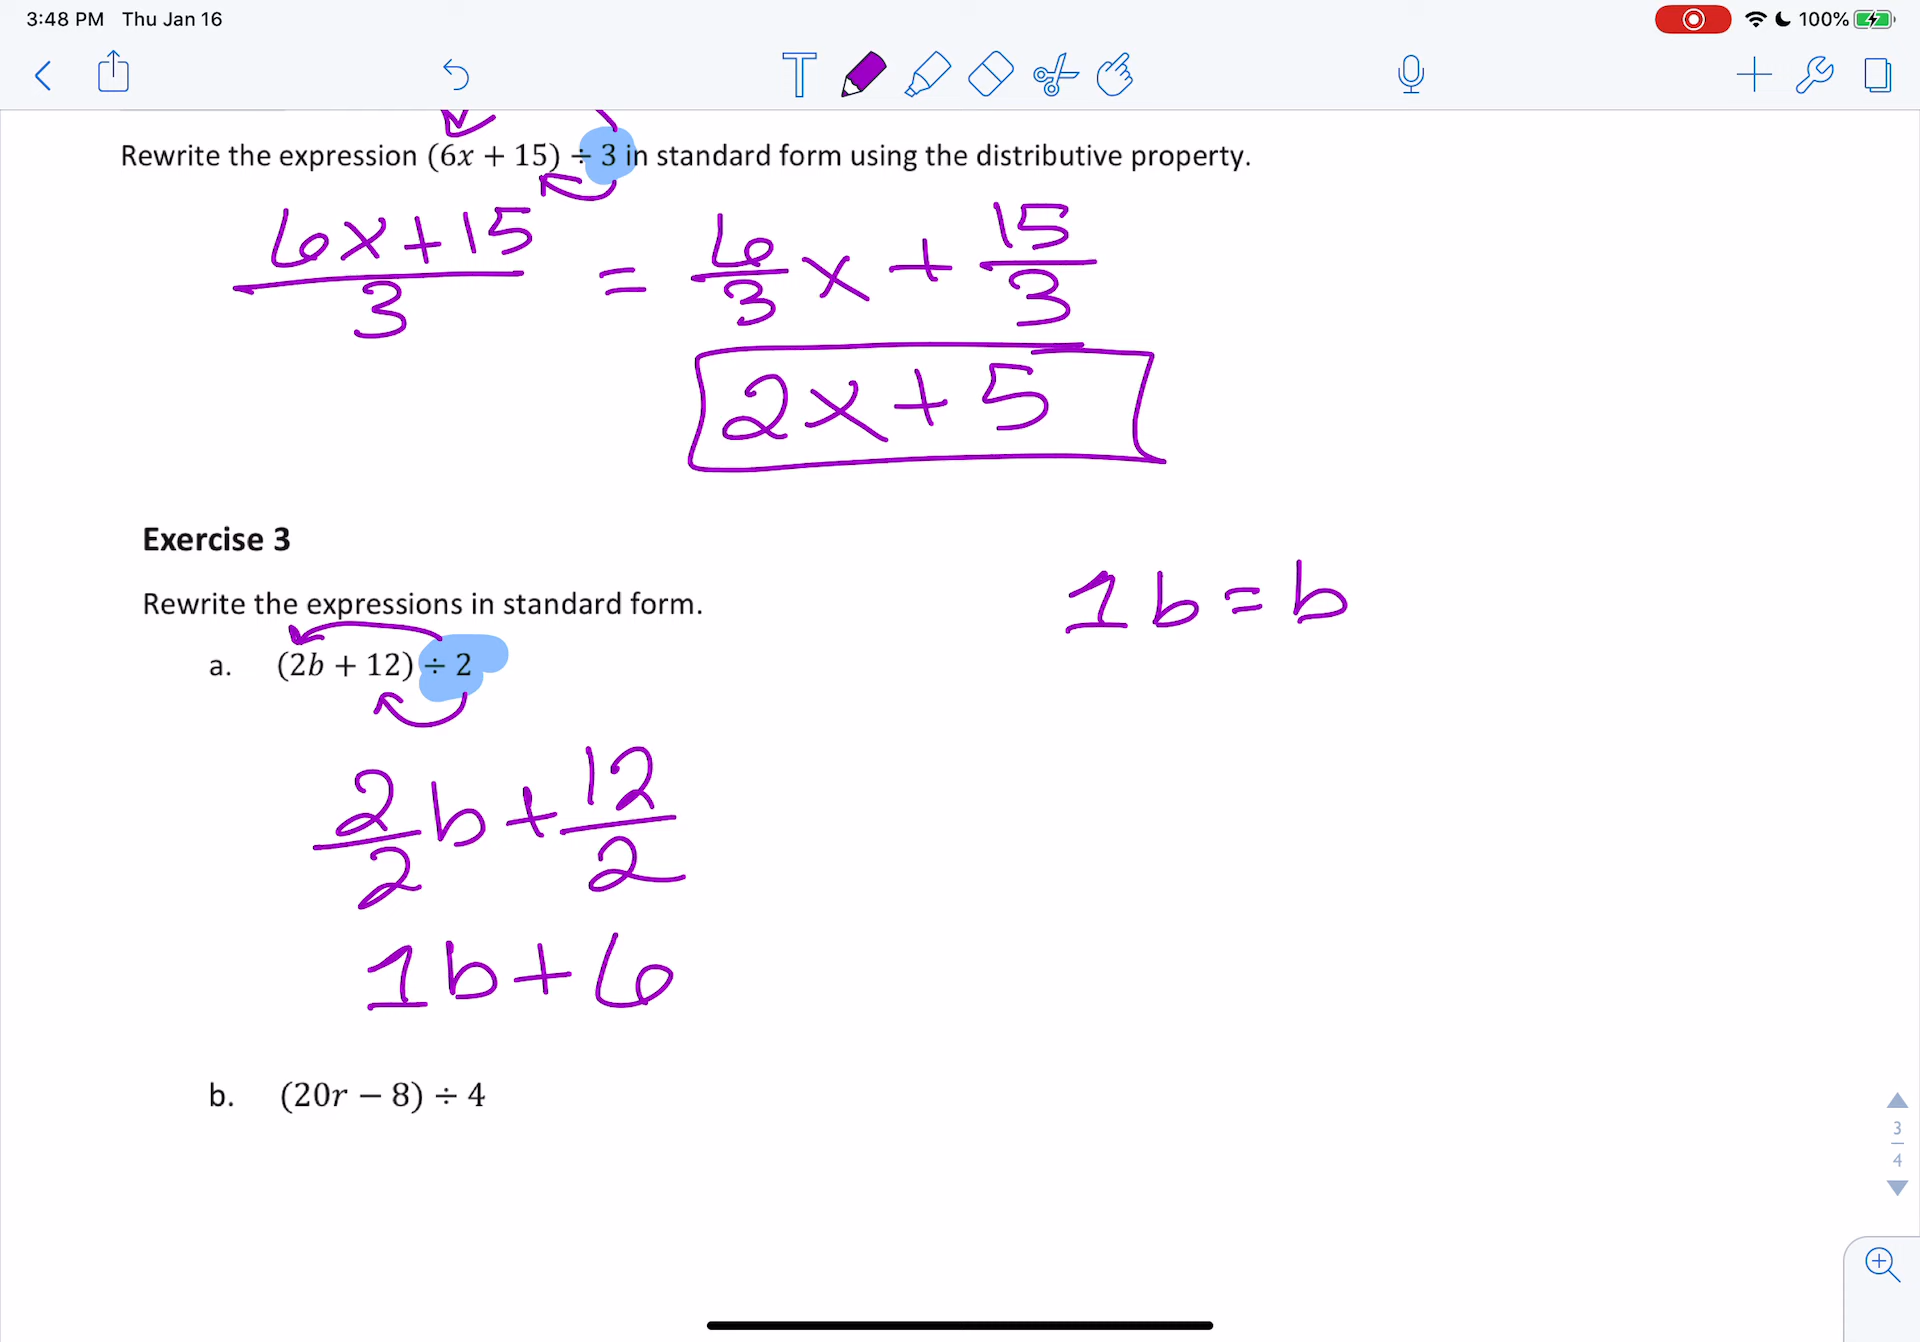 3:48 PM Thu Jan 16 100%
T
Rewrite the expression (6x + 15) ÷ 3 in standard form using the distributive property.
6x+15/3 = 6/3 x + 15/3
2x+5
Exercise 3
1b=b
Rewrite the expressions in standard form.
a. (2b + 12) ÷ 2
2/2 b + 12/2
1b+6
b. (20r − 8) ÷ 4
3
4